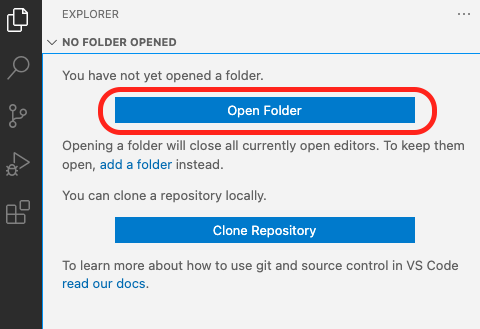 EXPLORER
NO FOLDER OPENED
You have not yet opened a folder.
Open Folder
Opening a folder will close all currently open editors. To keep them
open, add a folder instead.
You can clone a repository locally.
Clone Repository
To learn more about how to use git and source control in VS Code
read our docs.